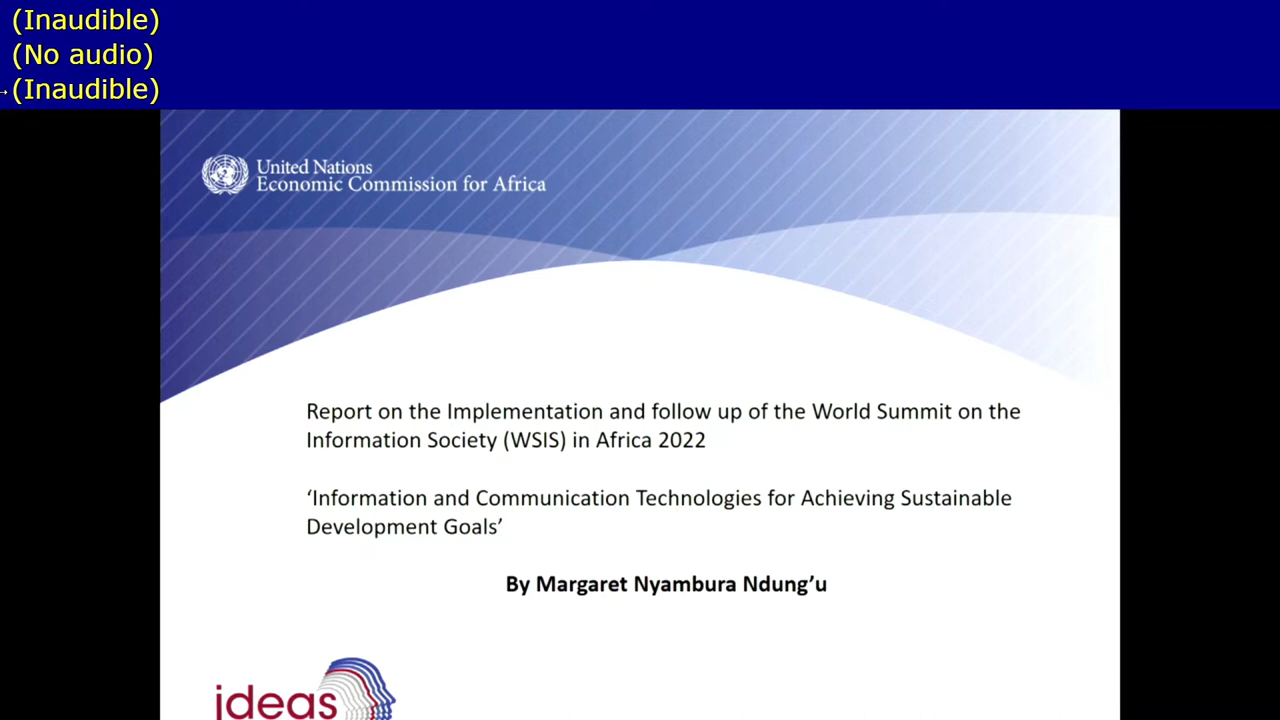 (Inaudible)
(No audio)
→(Inaudible)
United Nations
Economic Commission for Africa
Report on the Implementation and follow up of the World Summit on the
Information Society (WSIS) in Africa 2022
‘Information and Communication Technologies for Achieving Sustainable
Development Goals’
By Margaret Nyambura Ndung’u
ideas